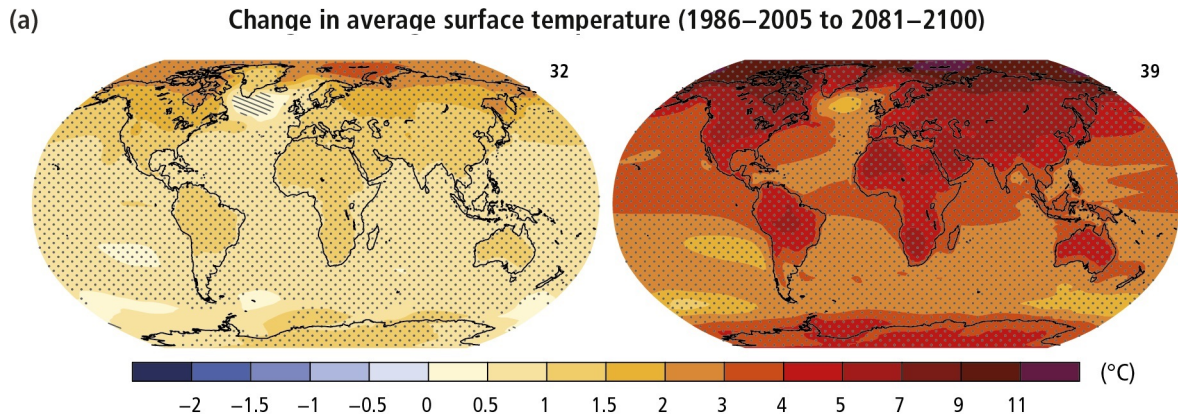 (a)
Change in average surface temperature (1986–2005 to 2081–2100)
32
39
(°C)
−2 −1.5 −1 −0.5 0 0.5 1 1.5 2 3 4 5 7 9 11